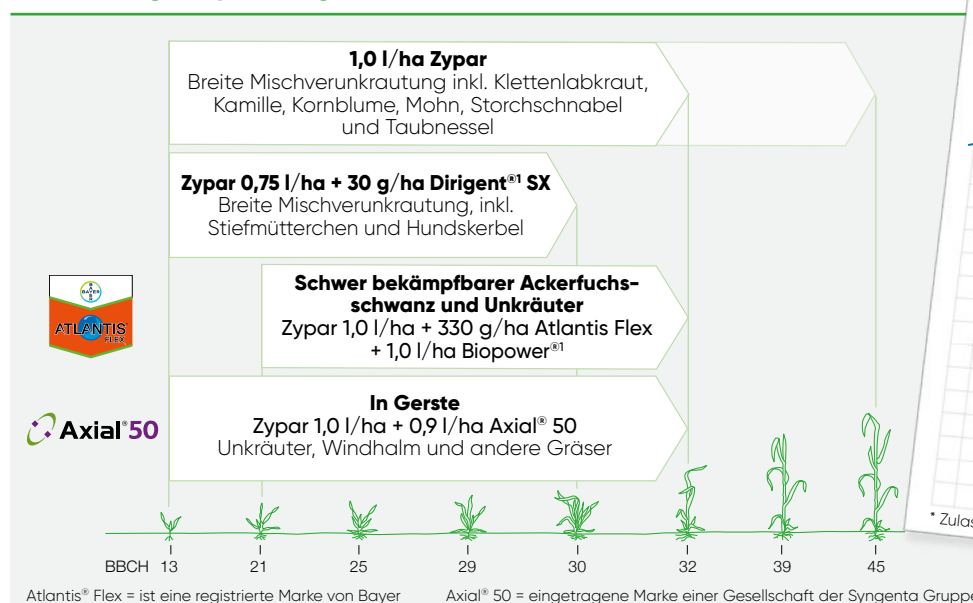 1,0 l/ha Zypar
Breite Mischverunkrautung inkl. Klettenlabkraut,
Kamille, Kornblume, Mohn, Storchschnabel
und Taubnessel
Zypar 0,75 l/ha + 30 g/ha Dirigent®¹ SX
Breite Mischverunkrautung, inkl.
Stiefmütterchen und Hundskerbel
BAYER
ATLANTIS
FLEX
Schwer bekämpfbarer Ackerfuchs-
schwanz und Unkräuter
Zypar 1,0 l/ha + 330 g/ha Atlantis Flex
+ 1,0 l/ha Biopower®¹
Axial®50
In Gerste
Zypar 1,0 l/ha + 0,9 l/ha Axial® 50
Unkräuter, Windhalm und andere Gräser
* Zulas
BBCH 13 21 25 29 30 32 39 45
Atlantis® Flex = ist eine registrierte Marke von Bayer
Axial® 50 = eingetragene Marke einer Gesellschaft der Syngenta Gruppe